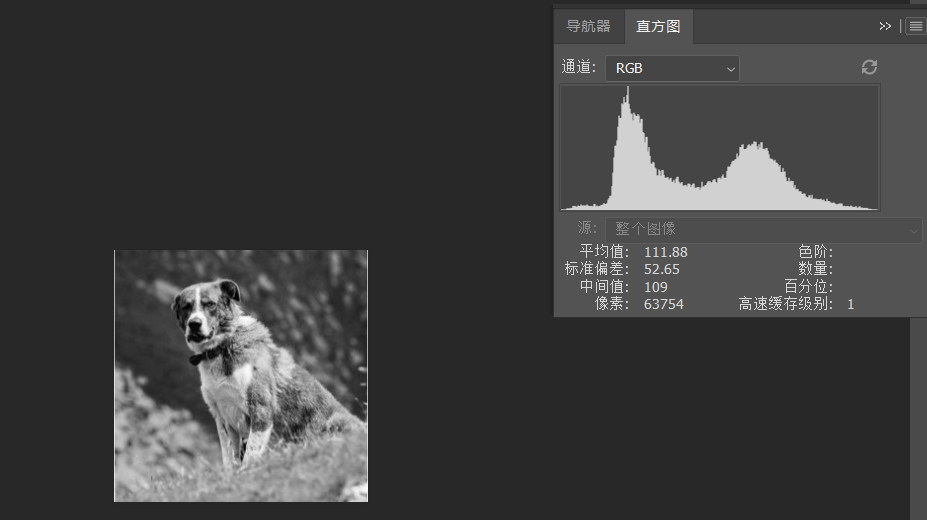 导航器 直方图
通道: RGB
源: 整个图像
平均值: 111.88 色阶:
标准偏差: 52.65 数量:
中间值: 109 百分位:
像素: 63754 高速缓存级别: 1